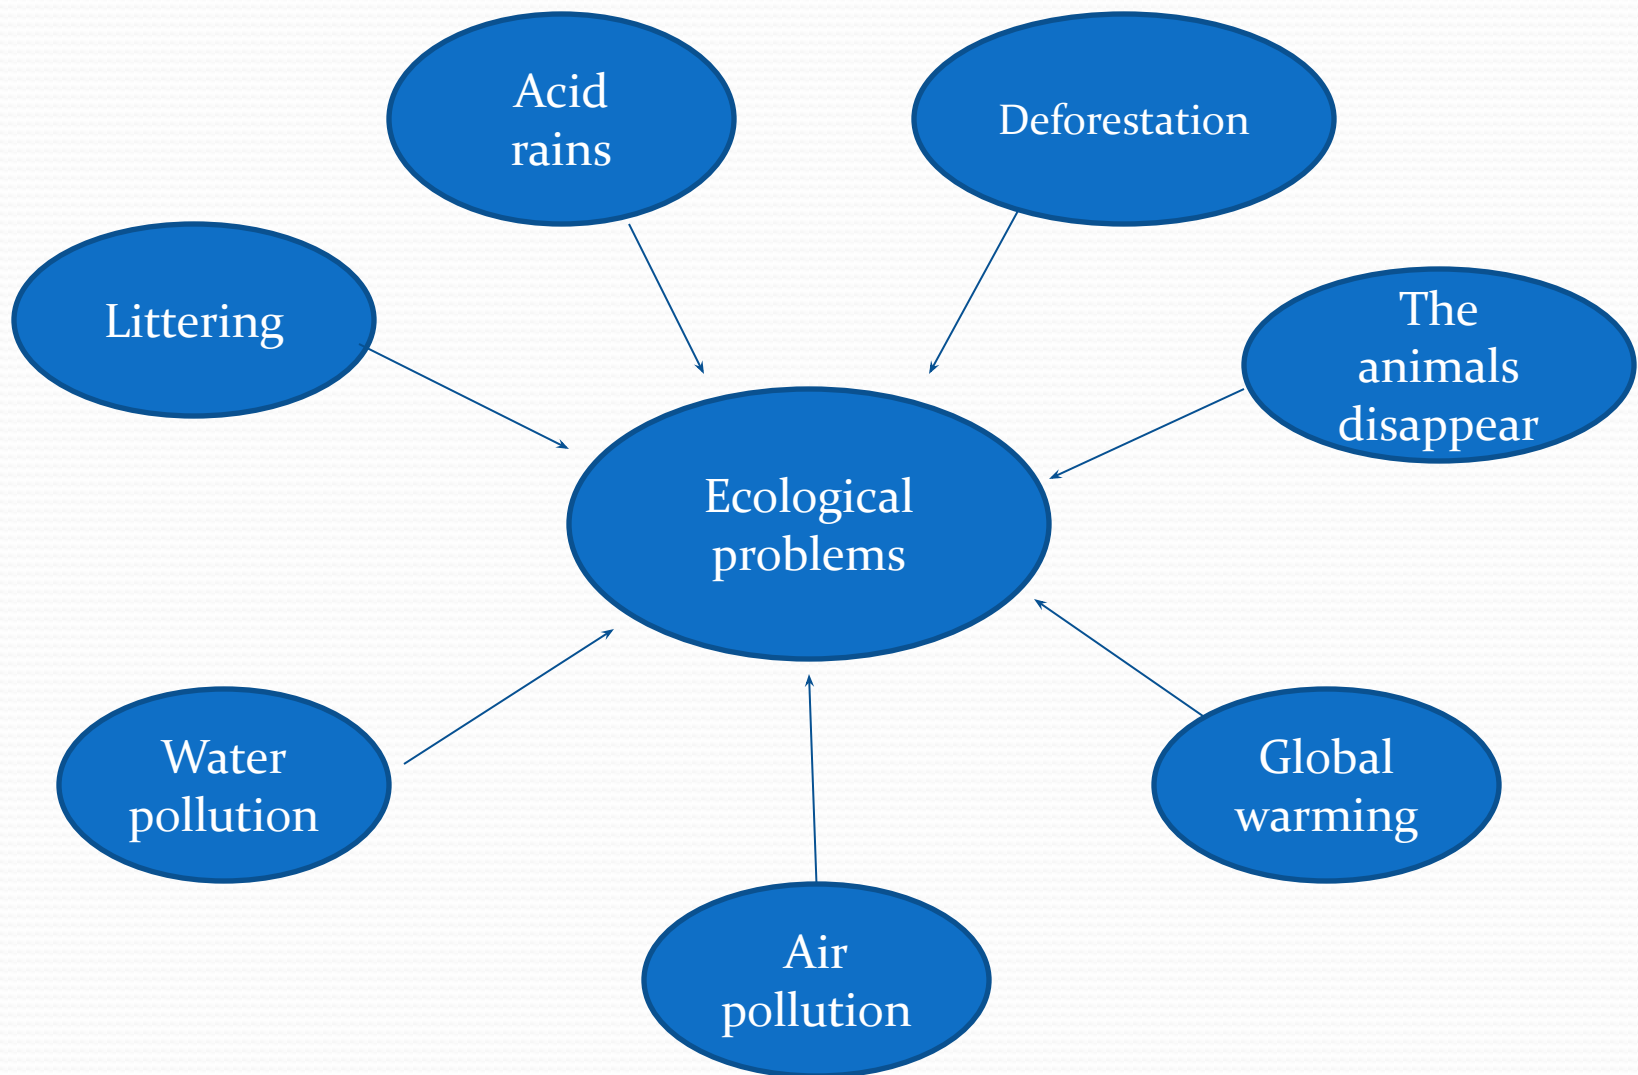 Acid
rains
Deforestation
Littering
The
animals
disappear
Ecological
problems
Water
pollution
Global
warming
Air
pollution